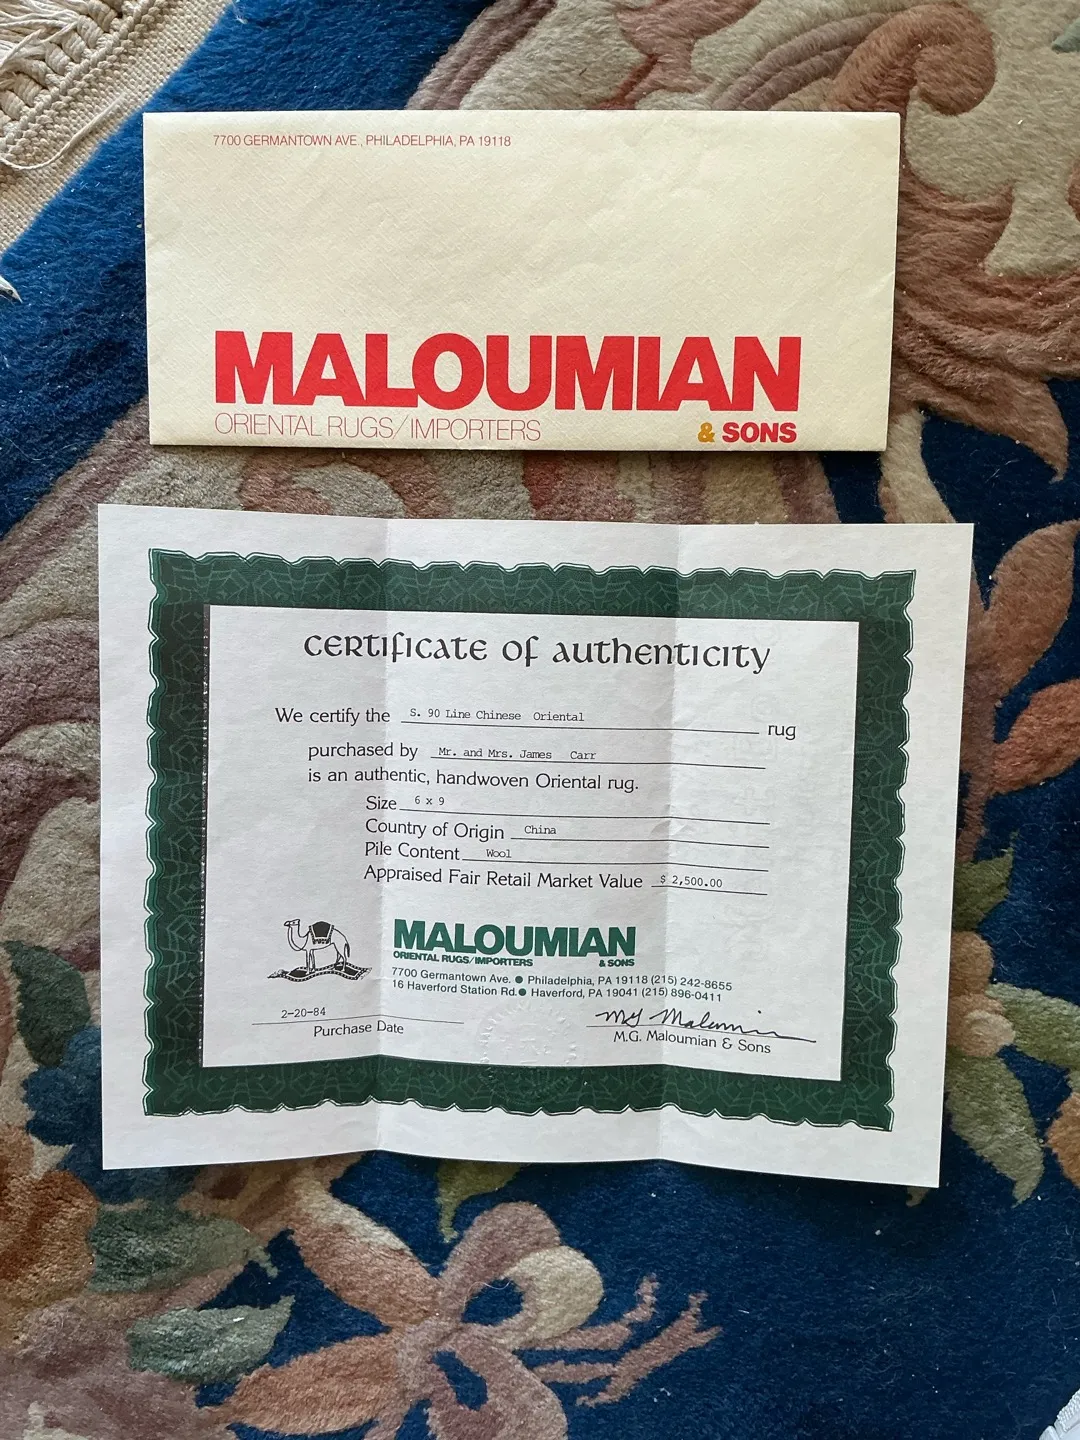 7700 GERMANTOWN AVE., PHILADELPHIA, PA 19118
MALOUMIAN
ORIENTAL RUGS/IMPORTERS & SONS
Certificate of Authenticity
We certify the S. 90 Line Chinese Oriental rug
purchased by Mr. and Mrs. James Carr
is an authentic, handwoven Oriental rug.
Size 6 x 9
Country of Origin China
Pile Content Wool
Appraised Fair Retail Market Value $ 2,500.00
MALOUMIAN
ORIENTAL RUGS/IMPORTERS & SONS
7700 Germantown Ave. ● Philadelphia, PA 19118 (215) 242-8655
16 Haverford Station Rd. ● Haverford, PA 19041 (215) 896-0411
2-20-84
Purchase Date
MG Maloumian
M.G. Maloumian & Sons